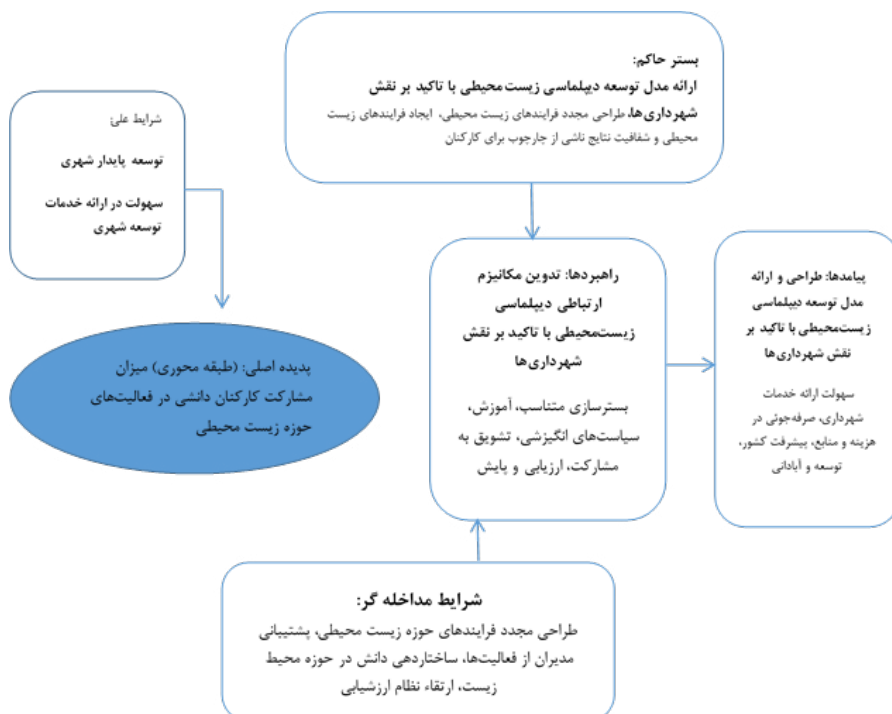 بستر حاکم:
ارائه مدل توسعه دیپلماسی زیست‌محیطی با تاکید بر نقش
شهرداری‌ها، طراحی مجدد فرایندهای زیست محیطی، ایجاد فرایندهای زیست
محیطی و شفافیت نتایج ناشی از چارچوب برای کارکنان
شرایط علی:
توسعه پایدار شهری
سهولت در ارائه خدمات
توسعه شهری
پدیده اصلی: (طبقه محوری) میزان
مشارکت کارکنان دانشی در فعالیت‌های
حوزه زیست محیطی
راهبردها: تدوین مکانیزم
ارتباطی دیپلماسی
زیست‌محیطی با تاکید بر نقش
شهرداری‌ها
بسترسازی متناسب، آموزش،
سیاست‌های انگیزشی، تشویق به
مشارکت، ارزیابی و پایش
پیامدها: طراحی و ارائه
مدل توسعه دیپلماسی
زیست‌محیطی با تاکید بر
نقش شهرداری‌ها
سهولت ارائه خدمات
شهرداری، صرفه‌جوئی در
هزینه و منابع، پیشرفت کشور،
توسعه و آبادانی
شرایط مداخله گر:
طراحی مجدد فرایندهای حوزه زیست محیطی، پشتیبانی
مدیران از فعالیت‌ها، ساختاردهی دانش در حوزه محیط
زیست، ارتقاء نظام ارزشیابی